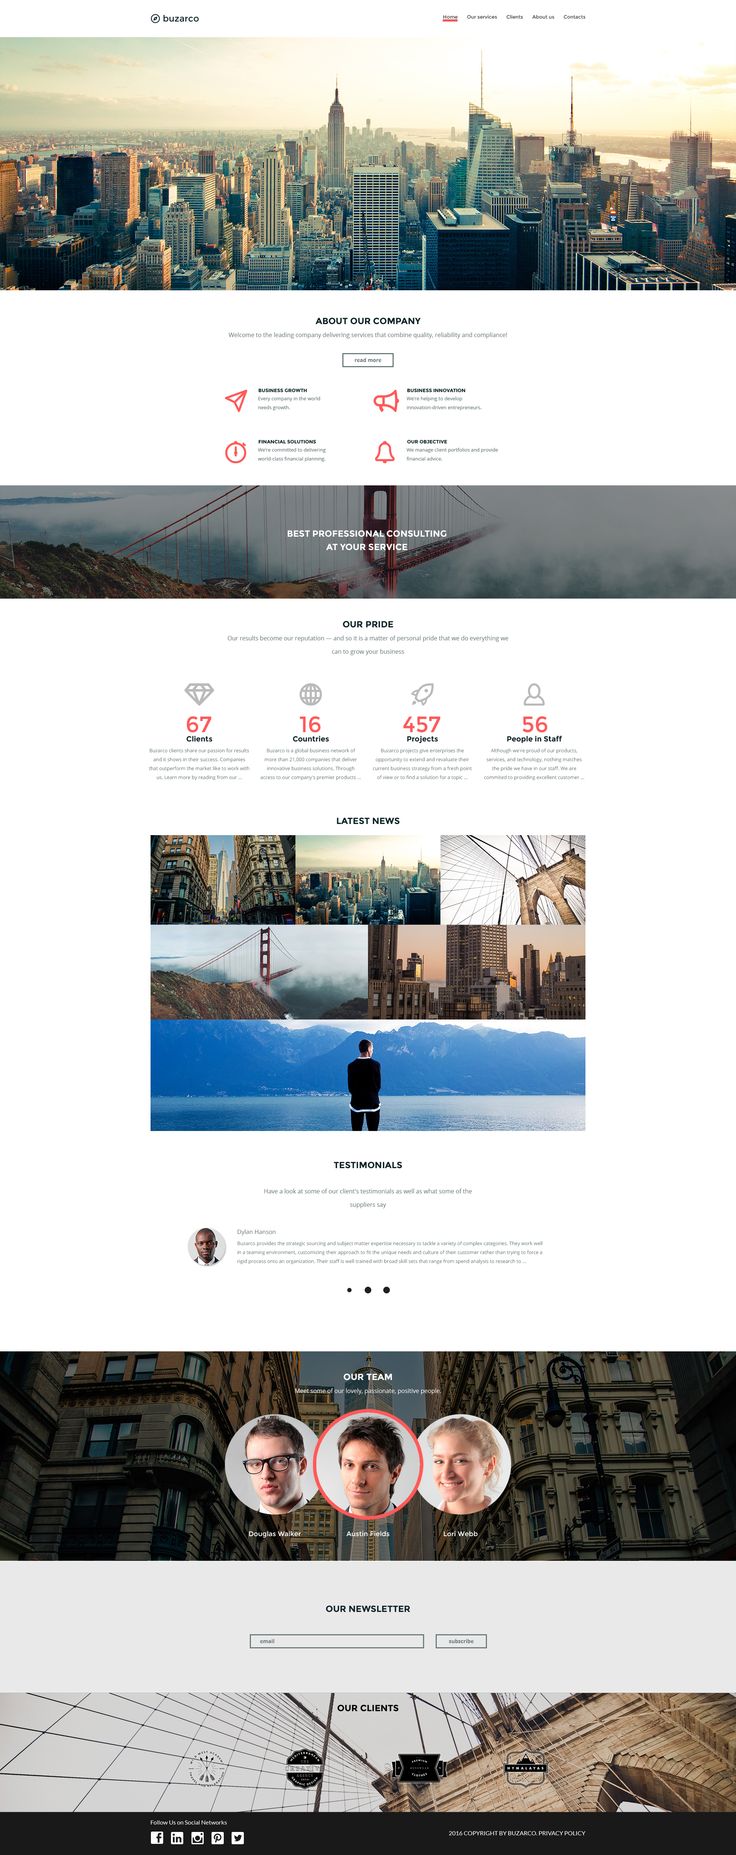 buzarco
Home Our services Clients About us Contacts
ABOUT OUR COMPANY
Welcome to the leading company delivering services that combine quality, reliability and compliance!
read more
BUSINESS GROWTH
Every company in the world
needs growth.
BUSINESS INNOVATION
We're helping to develop
innovation-driven entrepreneurs.
FINANCIAL SOLUTIONS
We're committed to delivering
world-class financial planning.
OUR OBJECTIVE
We manage client portfolios and provide
financial advice.
BEST PROFESSIONAL CONSULTING
AT YOUR SERVICE
OUR PRIDE
Our results become our reputation — and so it is a matter of personal pride that we do everything we
can to grow your business
67
Clients
Buzarco clients share our passion for results
and it shows in their success. Companies
that outperform the market like to work with
us. Learn more by reading from our ...
16
Countries
Buzarco is a global business network of
more than 21,000 companies that deliver
innovative business solutions. Through
access to our company's premier products ...
457
Projects
Buzarco projects give enterprises the
opportunity to extend and revaluate their
current business strategy from a fresh point
of view or to find a solution for a topic ...
56
People in Staff
Although we're proud of our products,
services, and technology, nothing matches
the pride we have in our staff. We are
commited to providing excellent customer ...
LATEST NEWS
TESTIMONIALS
Have a look at some of our client's testimonials as well as what some of the
suppliers say
Dylan Hanson
Buzarco provides the strategic sourcing and subject matter expertise necessary to tackle a variety of complex categories. They work well
in a teaming environment, customizing their approach to fit the unique needs and culture of their customer rather than trying to force a
rigid process onto an organization. Their staff is well trained with broad skill sets that range from spend analysis to research to ...
OUR TEAM
Meet some of our lovely, passionate, positive people.
Douglas Walker
Austin Fields
Lori Webb
OUR NEWSLETTER
email
subscribe
OUR CLIENTS
HYMALAYAS
Follow Us on Social Networks
2016 COPYRIGHT BY BUZARCO. PRIVACY POLICY